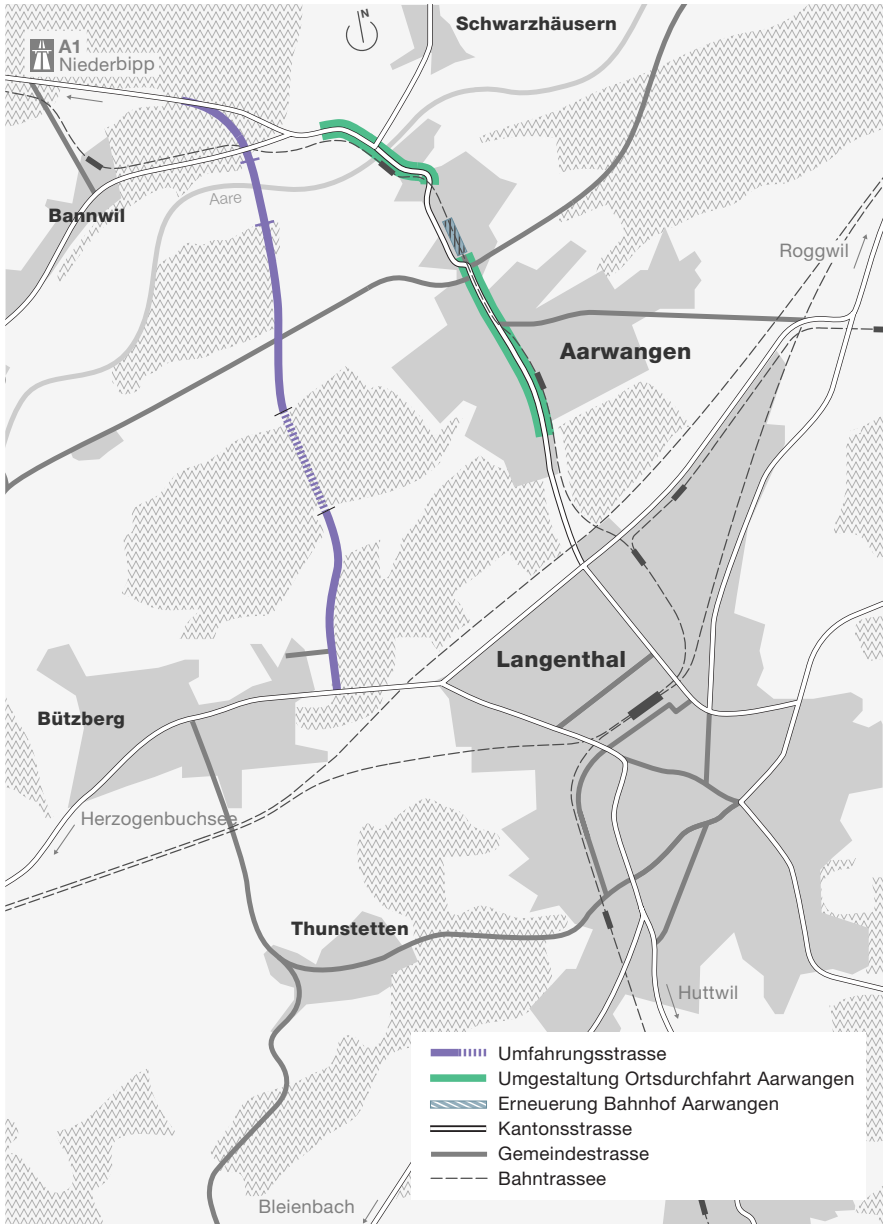 N
Schwarzhäusern
A1
Niederbipp
Aare
Bannwil
Roggwil
Aarwangen
Langenthal
Bützberg
Herzogenbuchsee
Thunstetten
Huttwil
Umfahrungsstrasse
Umgestaltung Ortsdurchfahrt Aarwangen
Erneuerung Bahnhof Aarwangen
Kantonsstrasse
Gemeindestrasse
Bahntrassee
Bleienbach